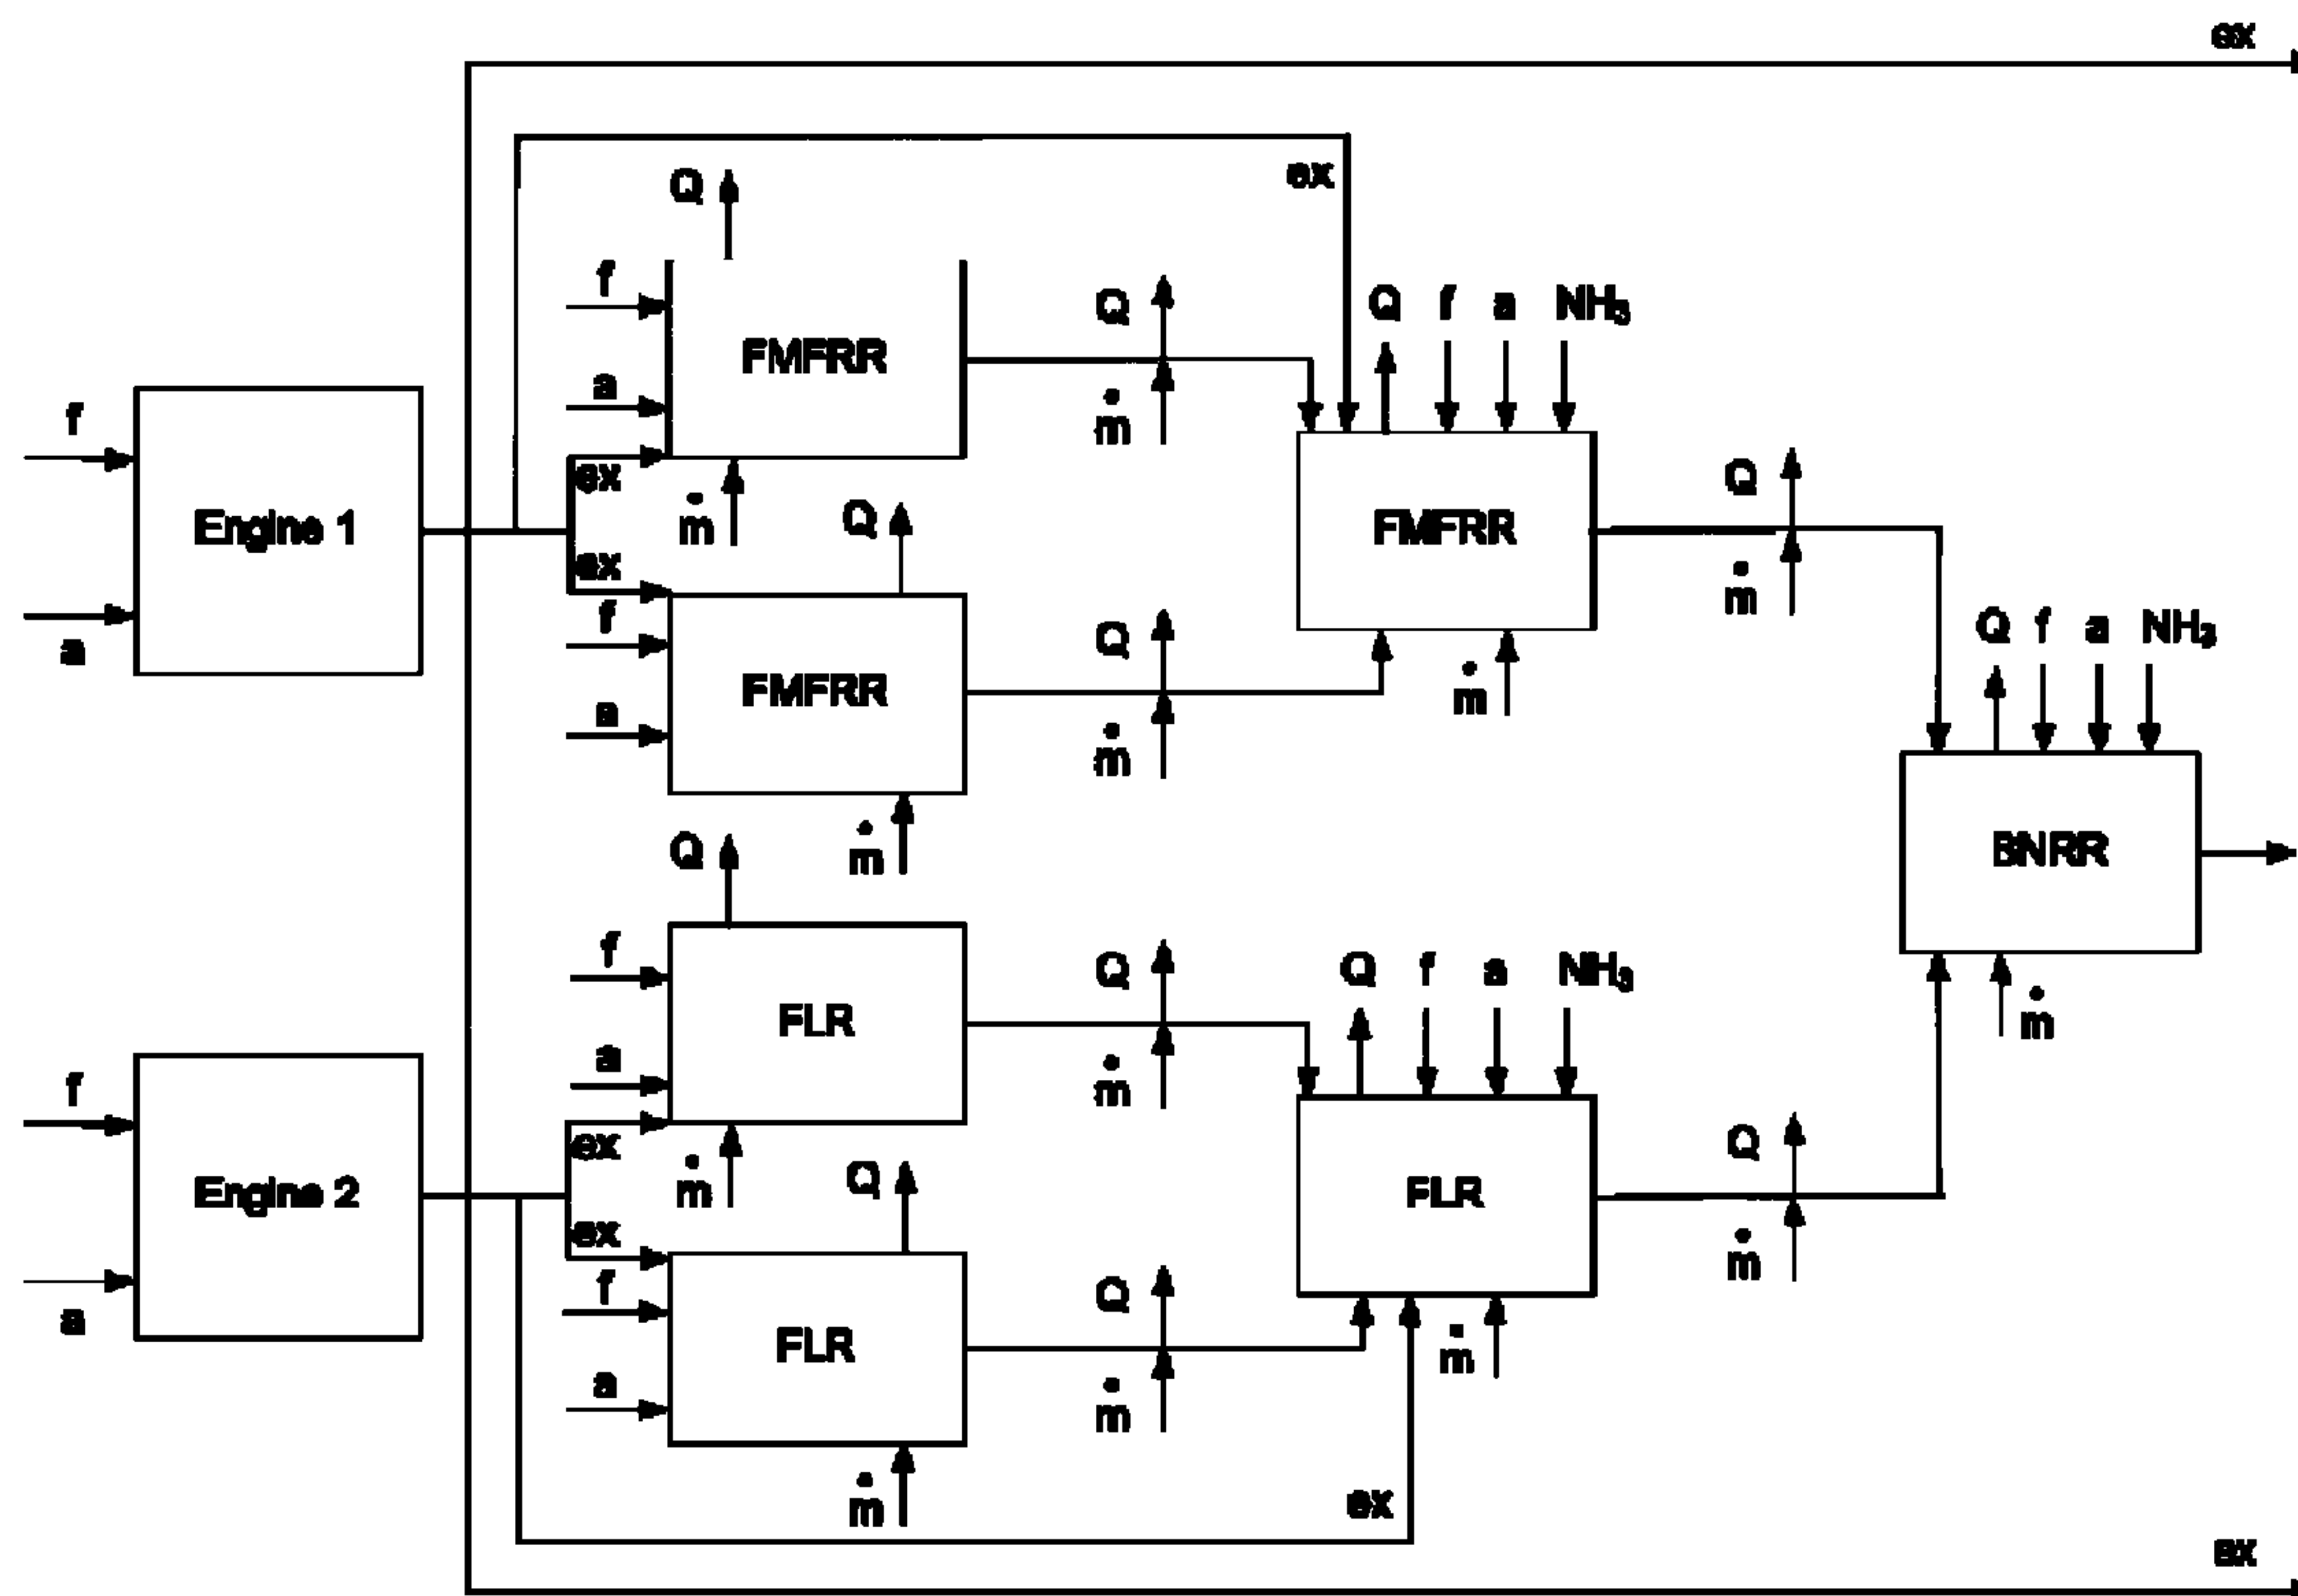 ex
ex
Q
f
Q
Q f a NH₃
FMFRR
a
ṁ
f
ex
Q
Engine 1
ṁ
Q
FMFRR
ex
ṁ
f
a
Q
Q f a NH₃
FMFRR
ṁ
a
ṁ
ṁ
BNRR
Q
f
Q
Q f a NH₃
FLR
ṁ
a
ṁ
f
ex
Q
Engine 2
ṁ
Q
FLR
ex
ṁ
f
Q
a
FLR
ṁ
a
ṁ
ṁ
ex
ex